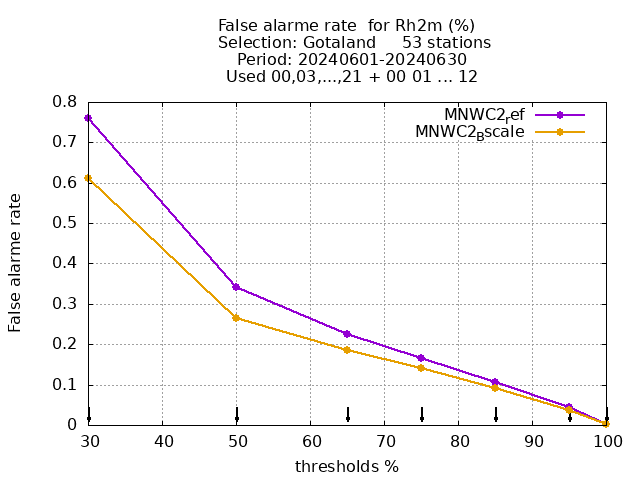 False alarme rate  for Rh2m (%)
Selection: Gotaland     53 stations
Period: 20240601-20240630
Used 00,03,...,21 + 00 01 ... 12
MNWC2ref
MNWC2Bscale
False alarme rate
0.8
0.7
0.6
0.5
0.4
0.3
0.2
0.1
0
30 40 50 60 70 80 90 100
thresholds %